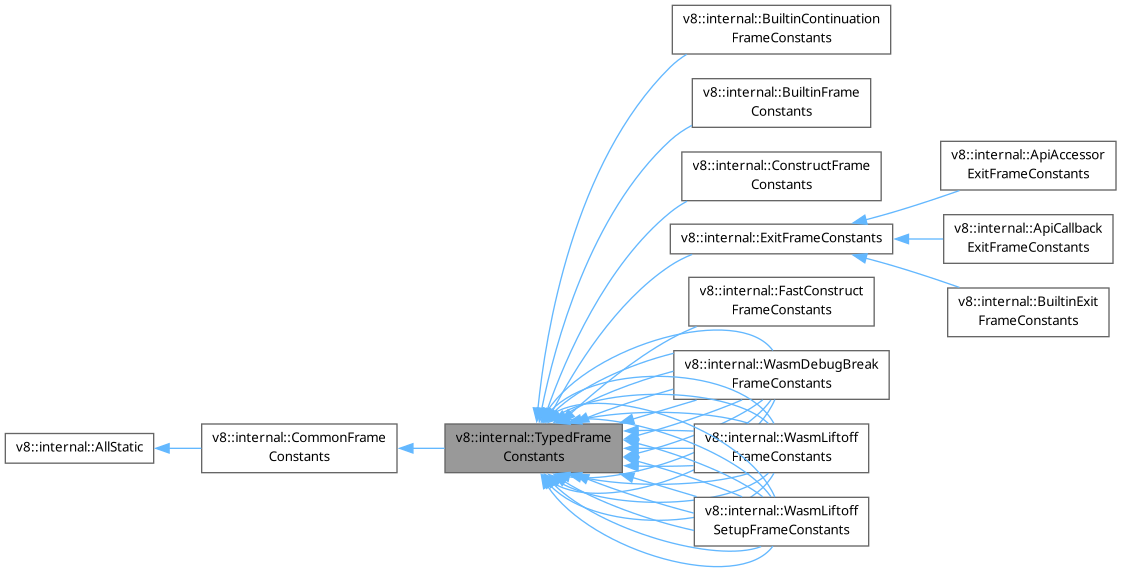 v8::internal::BuiltinContinuation
FrameConstants
v8::internal::BuiltinFrame
Constants
v8::internal::ConstructFrame
Constants
v8::internal::ApiAccessor
ExitFrameConstants
v8::internal::ExitFrameConstants
v8::internal::ApiCallback
ExitFrameConstants
v8::internal::FastConstruct
FrameConstants
v8::internal::BuiltinExit
FrameConstants
v8::internal::WasmDebugBreak
FrameConstants
v8::internal::AllStatic
v8::internal::CommonFrame
Constants
v8::internal::TypedFrame
Constants
v8::internal::WasmLiftoff
FrameConstants
v8::internal::WasmLiftoff
SetupFrameConstants